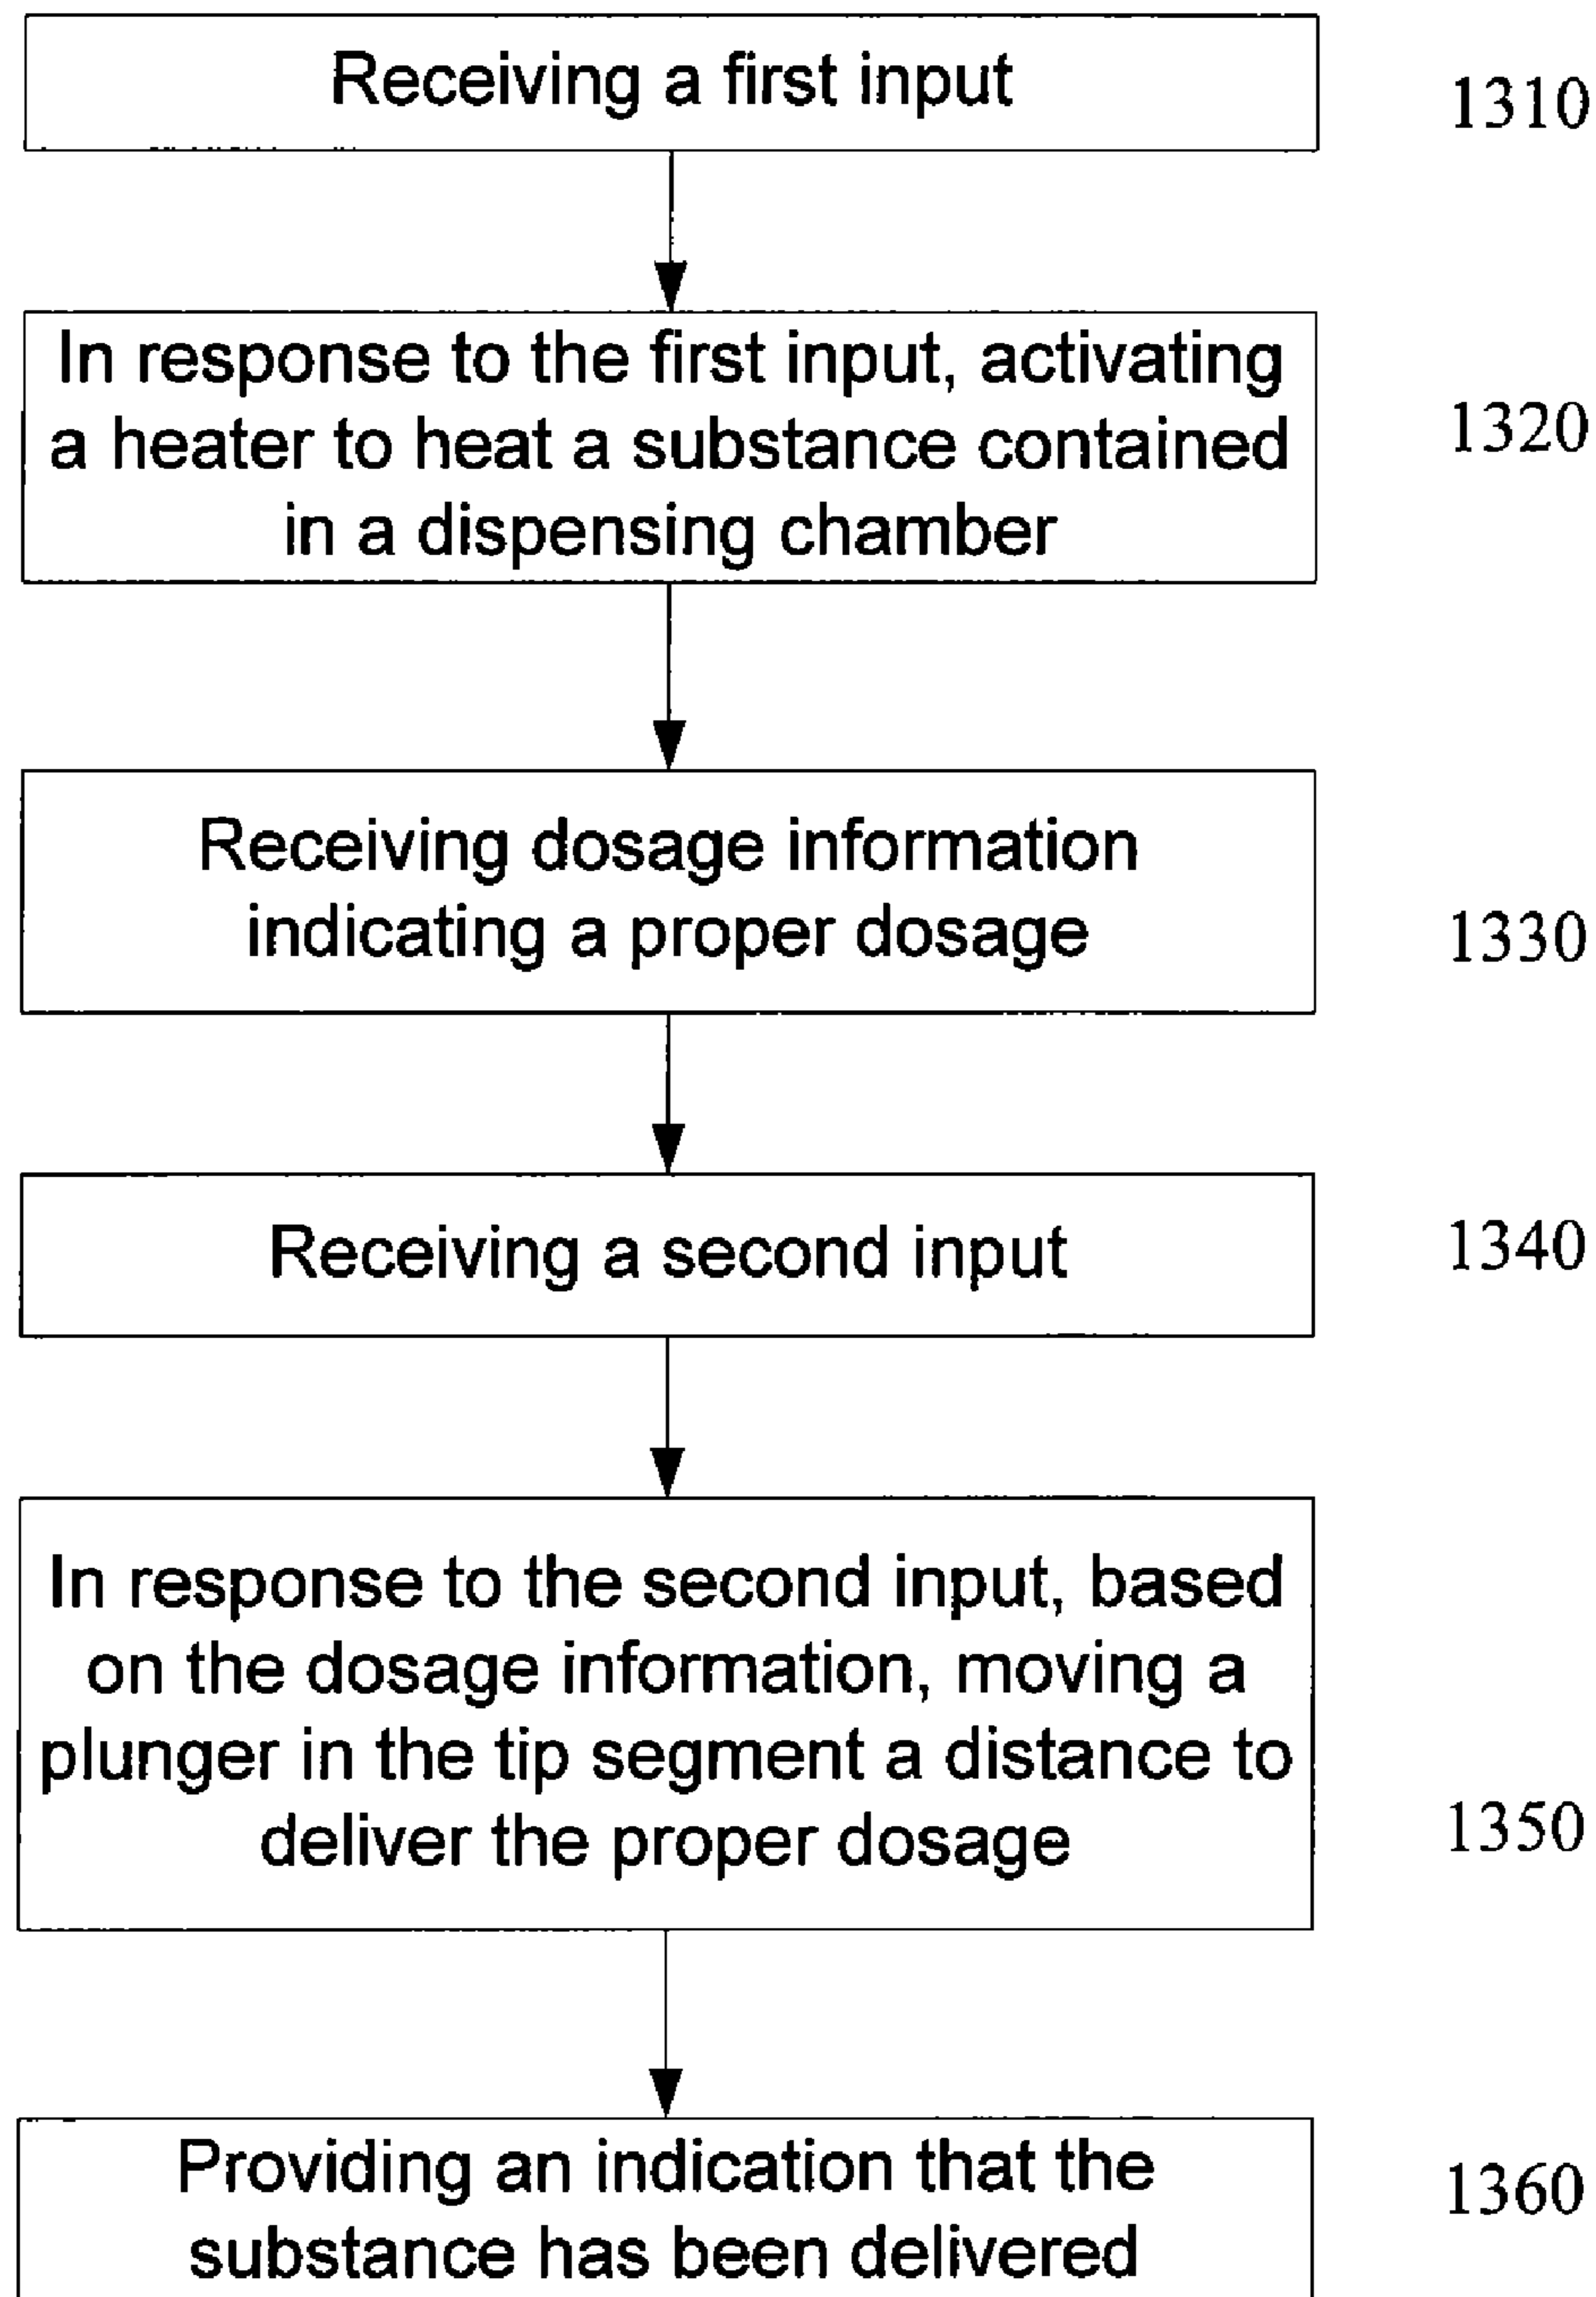 Receiving a first input
1310
In response to the first input, activating
a heater to heat a substance contained
in a dispensing chamber
1320
Receiving dosage information
indicating a proper dosage
1330
Receiving a second input
1340
In response to the second input, based
on the dosage information, moving a
plunger in the tip segment a distance to
deliver the proper dosage
1350
Providing an indication that the
substance has been delivered
1360